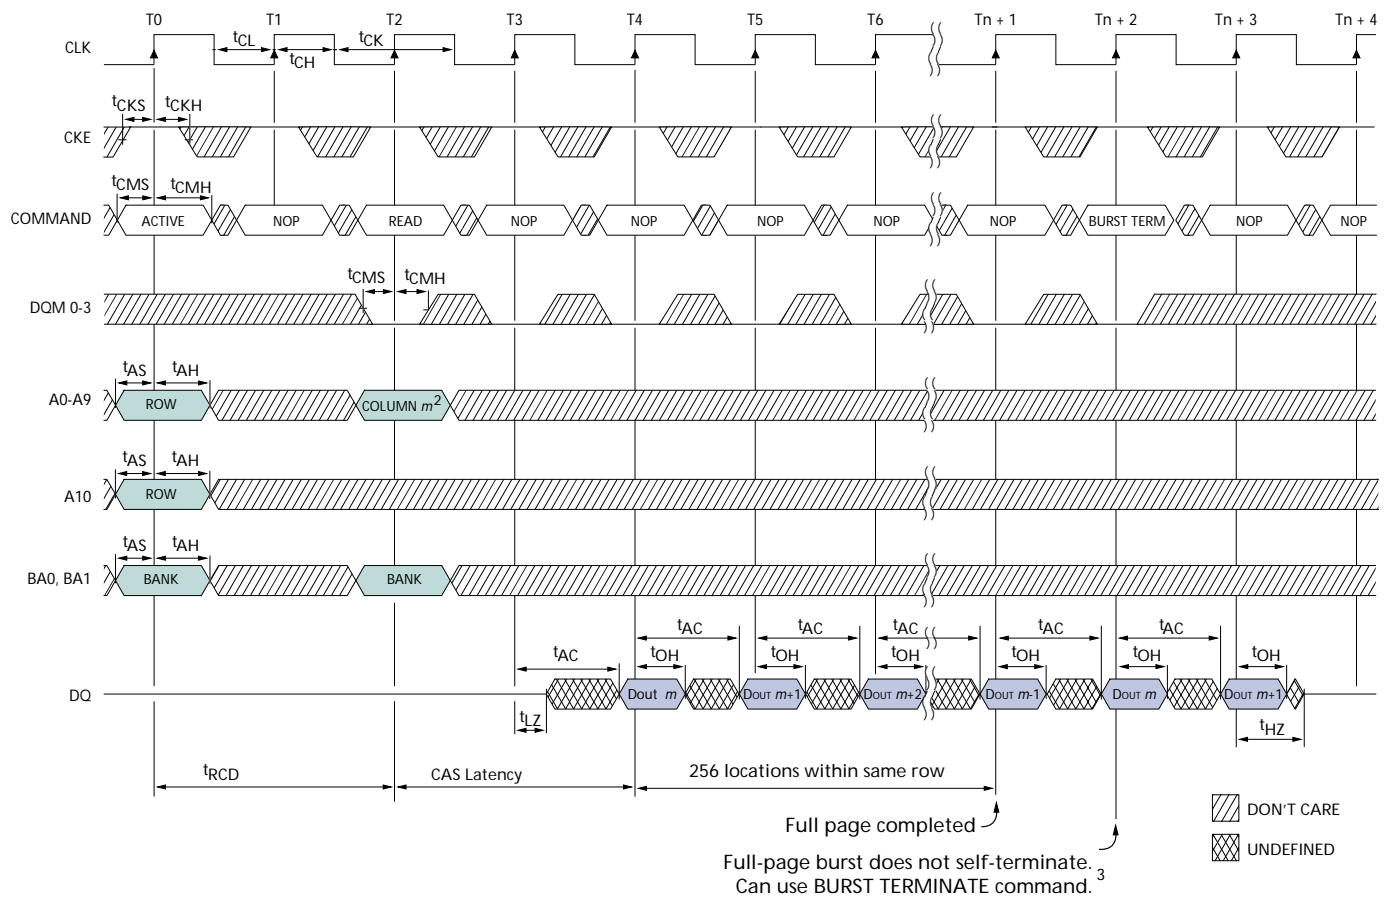 T0 T1 T2 T3 T4 T5 T6 Tn + 1 Tn + 2 Tn + 3 Tn + 4
CLK tCL tCH tCK
tCKS tCKH
CKE
tCMS tCMH
COMMAND ACTIVE NOP READ NOP NOP NOP NOP NOP BURST TERM NOP NOP
tCMS tCMH
DQM 0-3
tAS tAH
A0-A9 ROW COLUMN m2
tAS tAH
A10 ROW
tAS tAH
BA0, BA1 BANK BANK
tAC tAC tAC tAC tAC tAC
tOH tOH tOH tOH tOH tOH
DQ Dout m DOUT m+1 DOUT m+2 DOUT m-1 DOUT m DOUT m+1
tLZ tHZ
tRCD CAS Latency 256 locations within same row
Full page completed
Full-page burst does not self-terminate. 3
Can use BURST TERMINATE command.
DON'T CARE
UNDEFINED